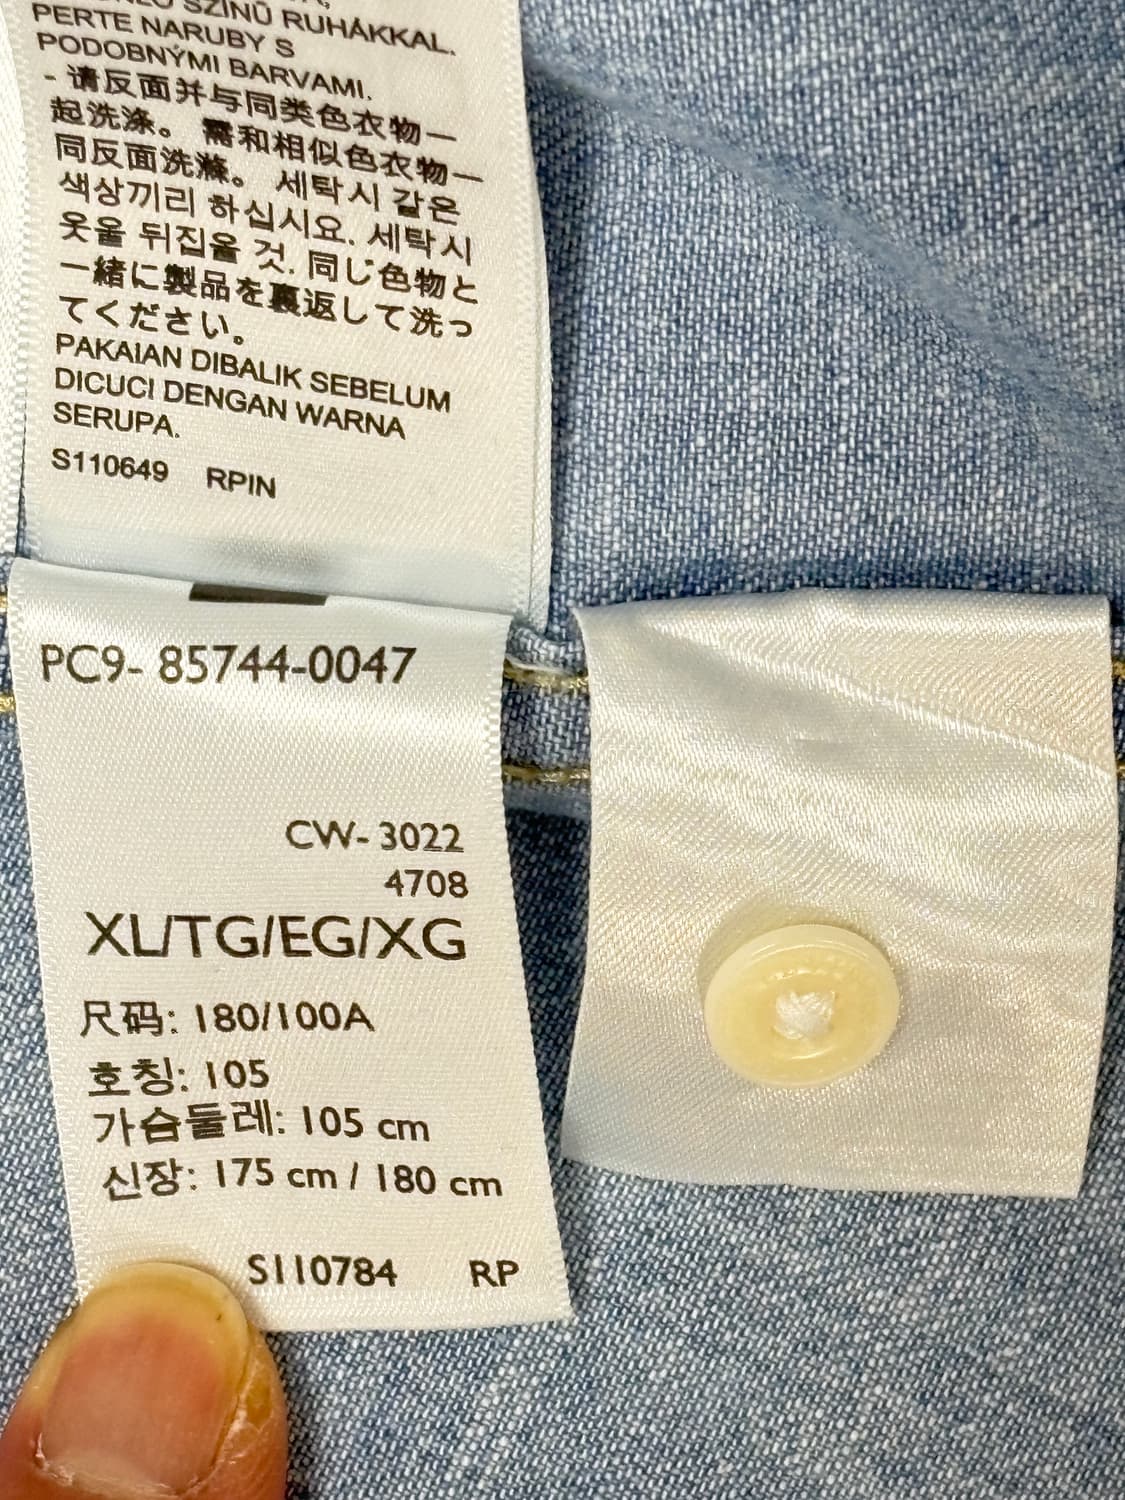 SZÍNŰ RUHÁKKAL.
PERTE NARUBY S
PODOBNÝMI BARVAMI.
- 请反面并与同类色衣物一
起洗涤。 需和相似色衣物一
同反面洗滌。 세탁시 같은
색상끼리 하십시요. 세탁시
옷울 뒤집을 것. 同じ色物と
一緒に製品を裏返して洗っ
てください。
PAKAIAN DIBALIK SEBELUM
DICUCI DENGAN WARNA
SERUPA.
S110649 RPIN
PC9- 85744-0047
CW- 3022
4708
XL/TG/EG/XG
尺码: 180/100A
호칭: 105
가슴둘레: 105 cm
신장: 175 cm / 180 cm
S110784 RP